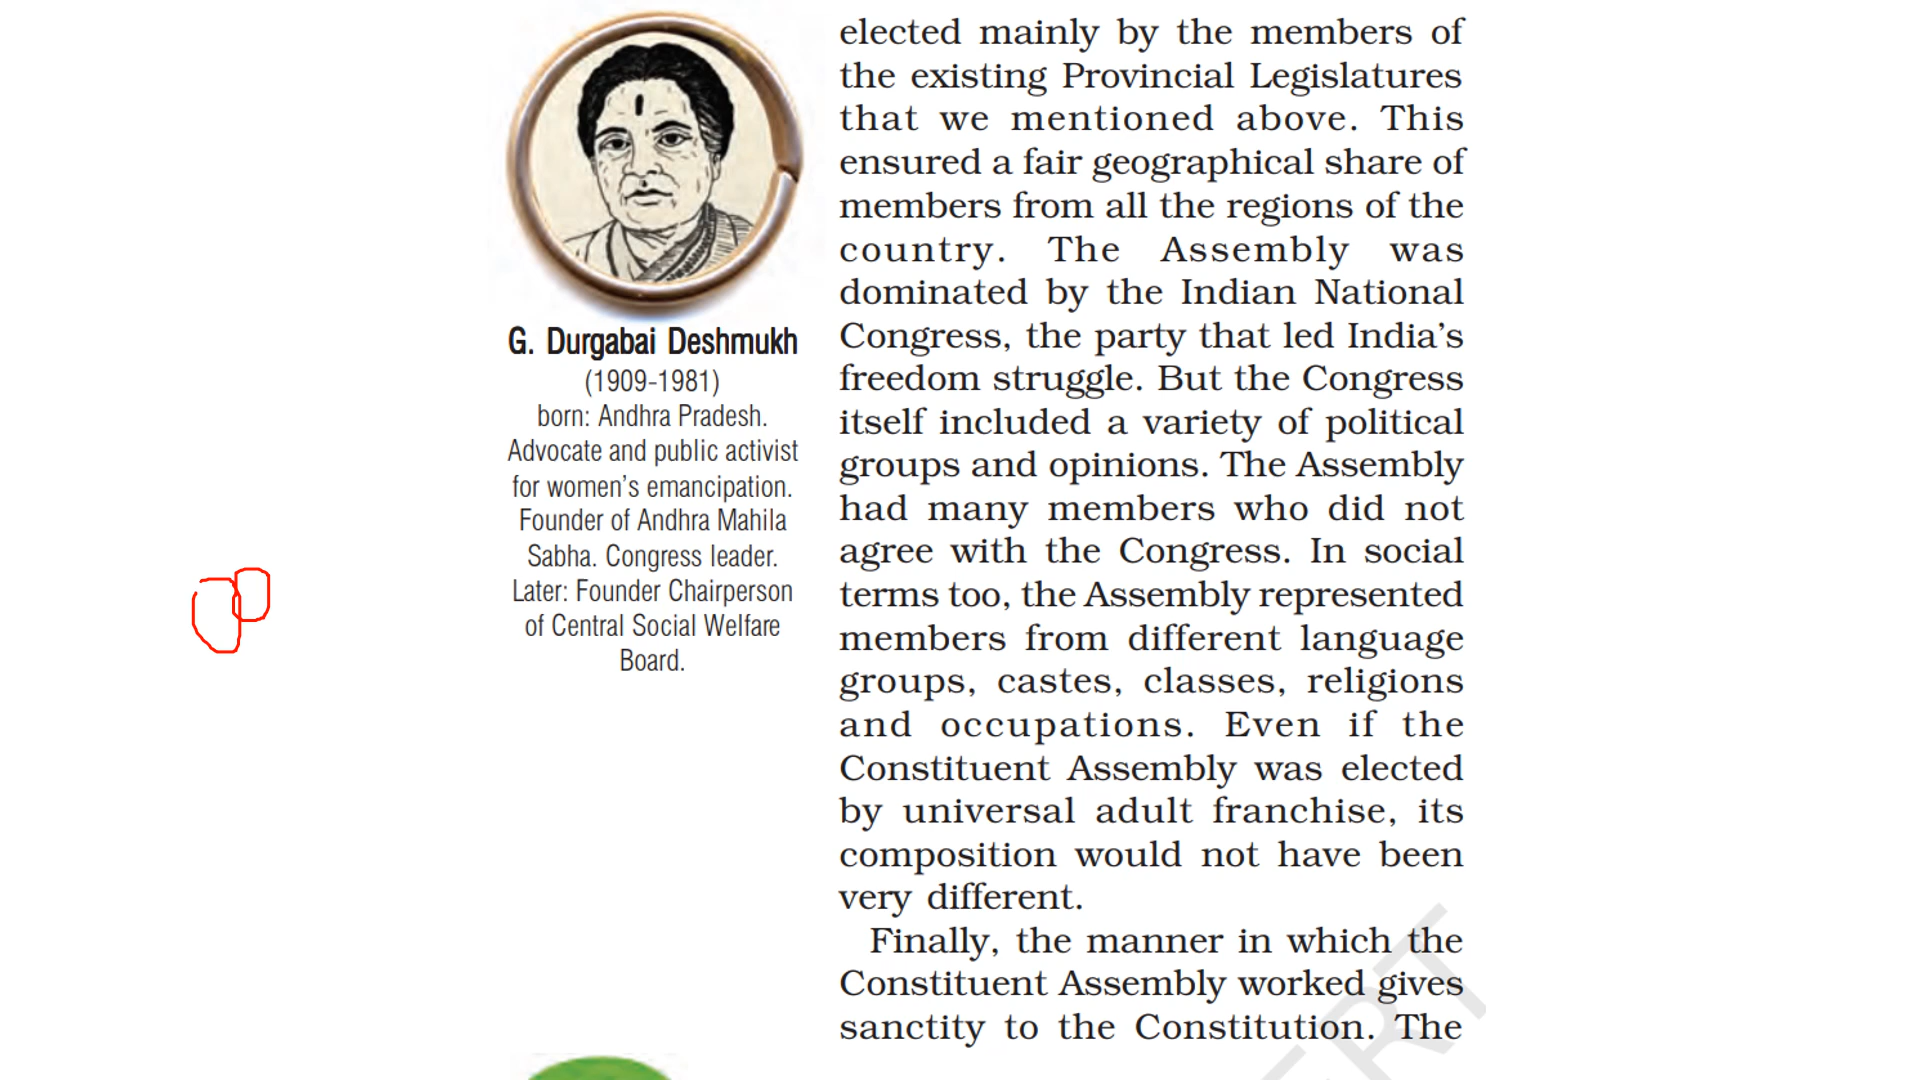 G. Durgabai Deshmukh
(1909-1981)
born: Andhra Pradesh.
Advocate and public activist
for women's emancipation.
Founder of Andhra Mahila
Sabha. Congress leader.
Later: Founder Chairperson
of Central Social Welfare
Board.
elected mainly by the members of
the existing Provincial Legislatures
that we mentioned above. This
ensured a fair geographical share of
members from all the regions of the
country. The Assembly was
dominated by the Indian National
Congress, the party that led India's
freedom struggle. But the Congress
itself included a variety of political
groups and opinions. The Assembly
had many members who did not
agree with the Congress. In social
terms too, the Assembly represented
members from different language
groups, castes, classes, religions
and occupations. Even if the
Constituent Assembly was elected
by universal adult franchise, its
composition would not have been
very different.
Finally, the manner in which the
Constituent Assembly worked gives
sanctity to the Constitution. The